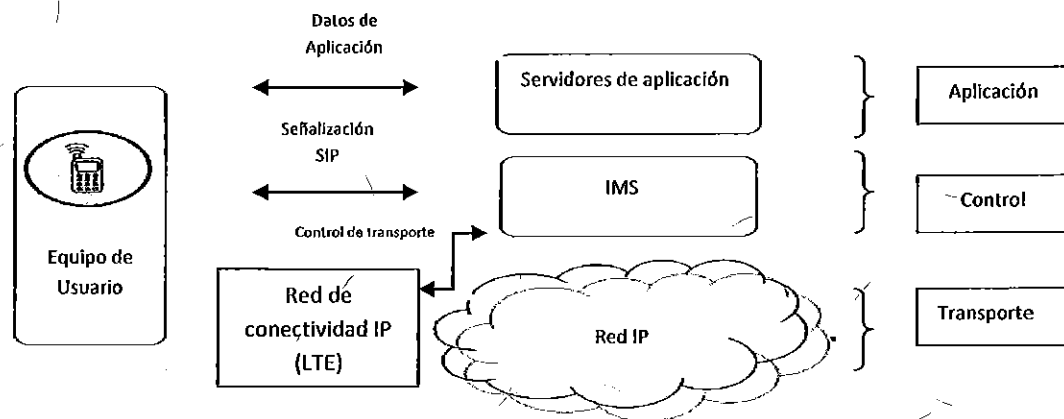 Datos de
Aplicación
Servidores de aplicación
Aplicación
Señalización
SIP
IMS
Control
Control de transporte
Equipo de
Usuario
Red de
conectividad IP
(LTE)
Red IP
Transporte